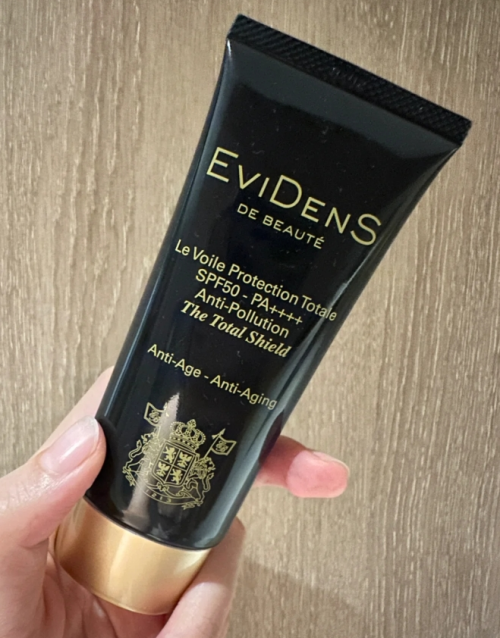 EVIDENS
DE BEAUTÉ
Le Voile Protection Totale
SPF50 - PA++++
Anti-Pollution
The Total Shield
Anti-Age - Anti-Aging